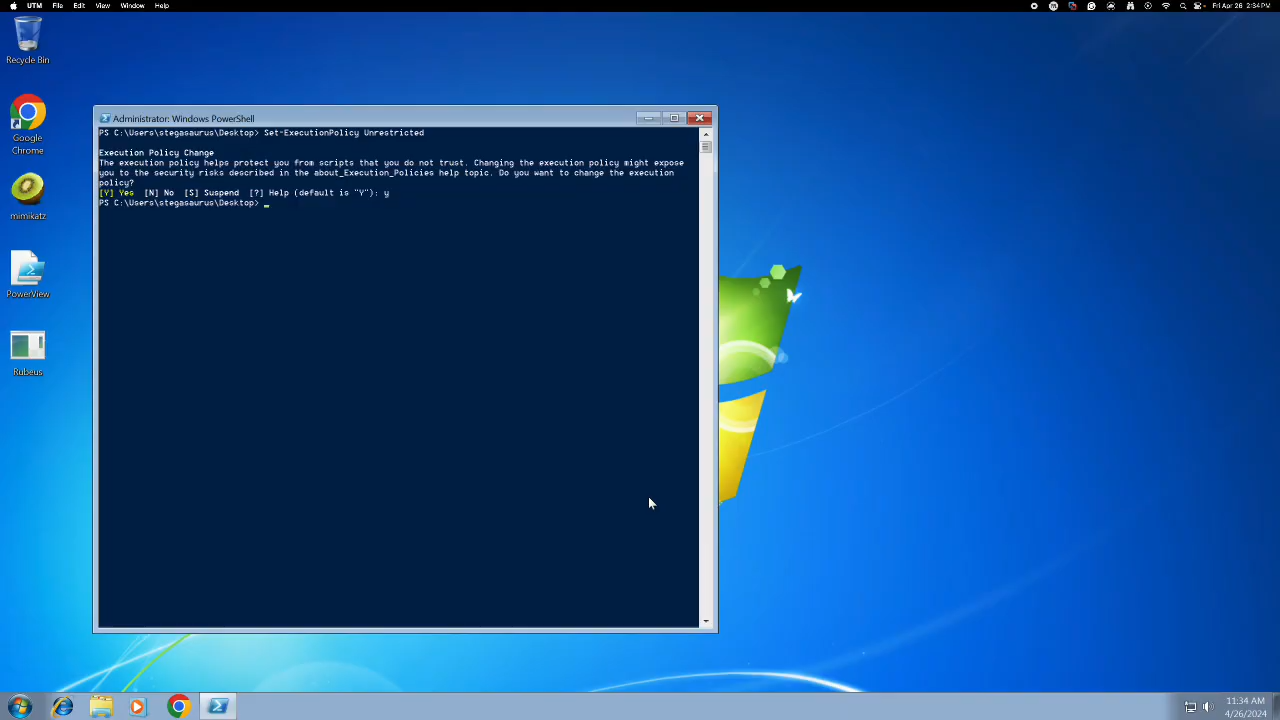 UTM File Edit View Window Help
Fri Apr 26 2:34 PM
Recycle Bin
Google
Chrome
mimikatz
PowerView
Rubeus
Administrator: Windows PowerShell
PS C:\Users\stegasaurus\Desktop> Set-ExecutionPolicy Unrestricted
Execution Policy Change
The execution policy helps protect you from scripts that you do not trust. Changing the execution policy might expose
you to the security risks described in the about_Execution_Policies help topic. Do you want to change the execution
policy?
[Y] Yes [N] No [S] Suspend [?] Help (default is "Y"): y
PS C:\Users\stegasaurus\Desktop> _
11:34 AM
4/26/2024